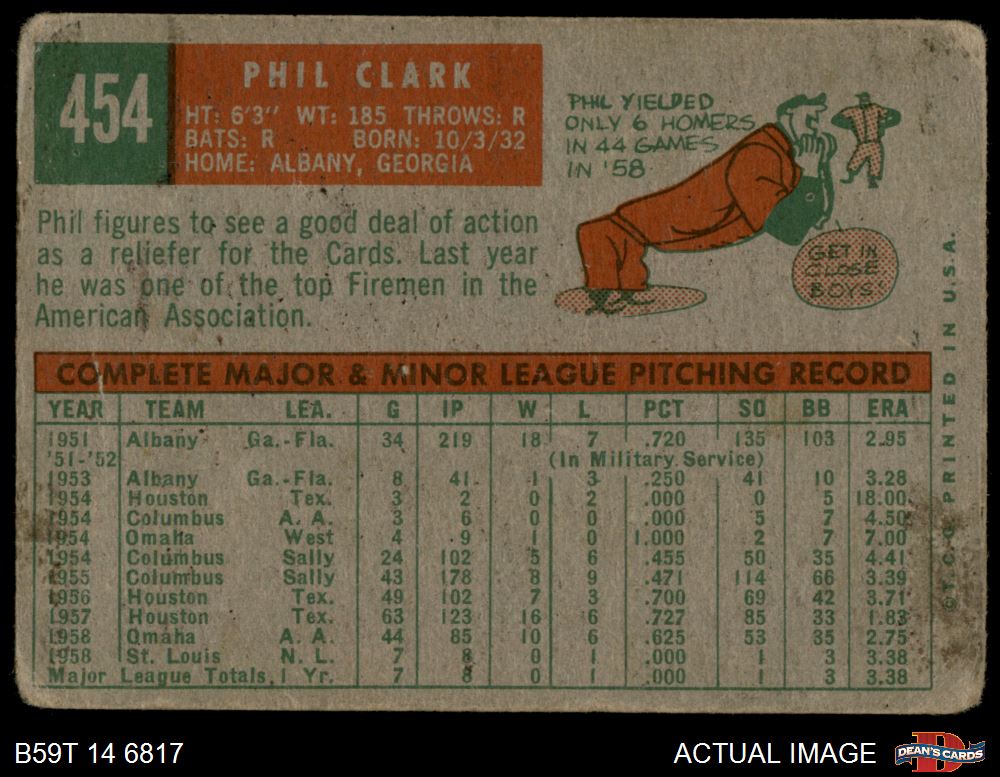 454
PHIL CLARK
HT: 6'3" WT: 185 THROWS: R
BATS: R BORN: 10/3/32
HOME: ALBANY, GEORGIA
PHIL YIELDED
ONLY 6 HOMERS
IN 44 GAMES
IN '58
GET IN
CLOSE
BOYS
Phil figures to see a good deal of action
as a reliefer for the Cards. Last year
he was one of the top Firemen in the
American Association.
COMPLETE MAJOR & MINOR LEAGUE PITCHING RECORD
YEAR TEAM LEA. G IP W L PCT SO BB ERA
1951 Albany Ga.-Fla. 34 219 18 7 .720 135 103 2.95
'51-'52 (In Military Service)
1953 Albany Ga.-Fla. 8 41 1 3 .250 41 10 3.28
1954 Houston Tex. 3 2 0 2 .000 0 5 18.00
1954 Columbus A. A. 3 6 0 0 .000 5 7 4.50
1954 Omaha West 4 9 1 0 1.000 2 7 7.00
1954 Columbus Sally 24 102 5 6 .455 50 35 4.41
1955 Columbus Sally 43 178 8 9 .471 114 66 3.39
1956 Houston Tex. 49 102 7 3 .700 69 42 3.71
1957 Houston Tex. 63 123 16 6 .727 85 33 1.83
1958 Omaha A. A. 44 85 10 6 .625 53 35 2.75
1958 St. Louis N. L. 7 8 0 1 .000 1 3 3.38
Major League Totals, 1 Yr. 7 8 0 1 .000 1 3 3.38
©T.C.G. PRINTED IN U.S.A.
B59T 14 6817
ACTUAL IMAGE
DEAN'S CARDS